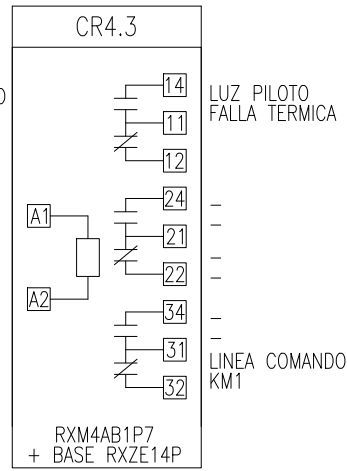 CR4.3
O
14
LUZ PILOTO
11
FALLA TERMICA
12
24
A1
21
22
A2
34
31
LINEA COMANDO
32
KM1
RXM4AB1P7
+ BASE RXZE14P